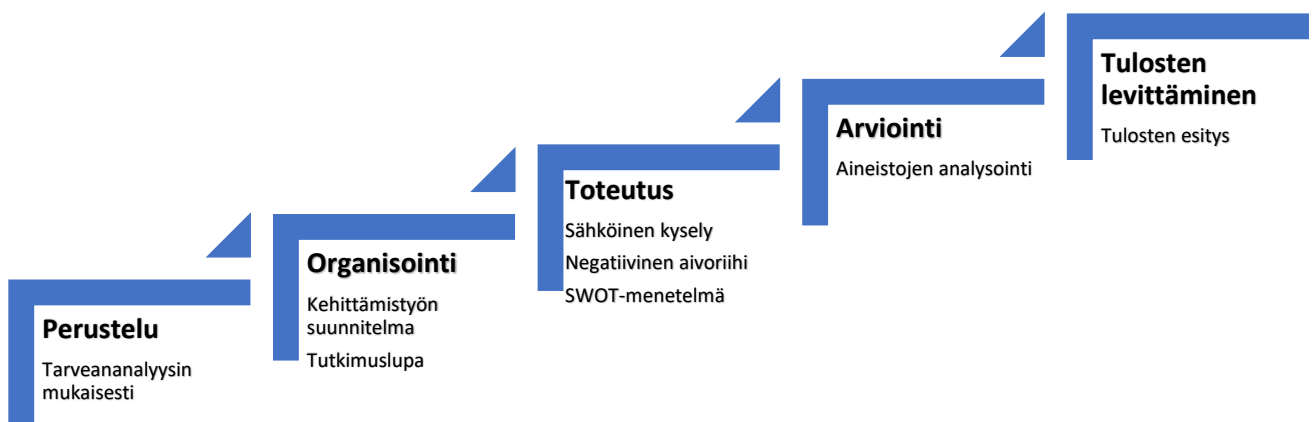 Perustelu
Tarveananalyysin
mukaisesti
Organisointi
Kehittämistyön
suunnitelma
Tutkimuslupa
Toteutus
Sähköinen kysely
Negatiivinen aivoriihi
SWOT-menetelmä
Arviointi
Aineistojen analysointi
Tulosten
levittäminen
Tulosten esitys